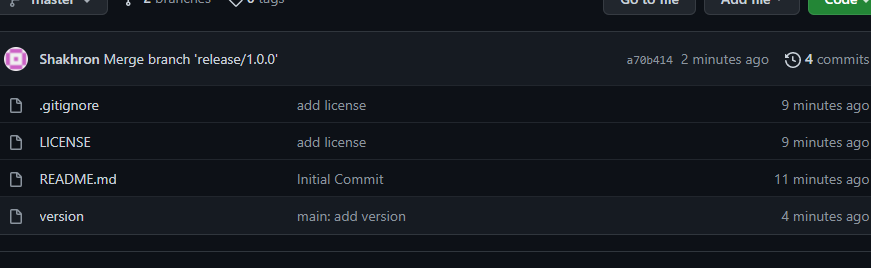 master 2 branches 0 tags Go to file Add file Code
Shakhron Merge branch 'release/1.0.0' a70b414 2 minutes ago 4 commits
.gitignore add license 9 minutes ago
LICENSE add license 9 minutes ago
README.md Initial Commit 11 minutes ago
version main: add version 4 minutes ago